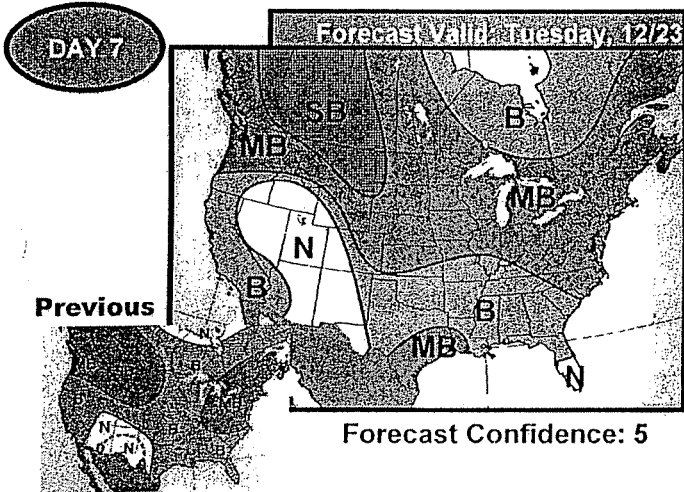 DAY 7
Forecast Valid: Tuesday, 12/23
SB
B
MB
MB
N
B
B
MB
N
Previous
N
N
N
B
B
Forecast Confidence: 5